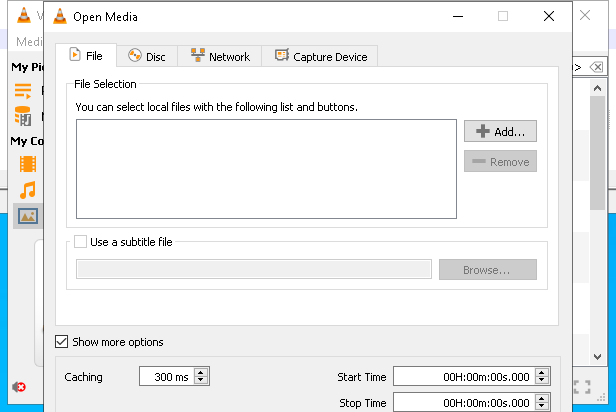 Open Media
Medi
File
Disc
Network
Capture Device
My Pi
>
File Selection
You can select local files with the following list and buttons.
Add...
My Co
Remove
Use a subtitle file
Browse...
Show more options
Caching
300 ms
Start Time
00H:00m:00s.000
Stop Time
00H:00m:00s.000